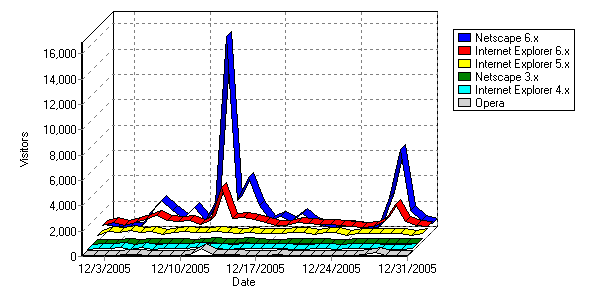 16,000
14,000
12,000
10,000
8,000
6,000
4,000
2,000
0
Visitors
12/3/2005 12/10/2005 12/17/2005 12/24/2005 12/31/2005
Date
Netscape 6.x
Internet Explorer 6.x
Internet Explorer 5.x
Netscape 3.x
Internet Explorer 4.x
Opera